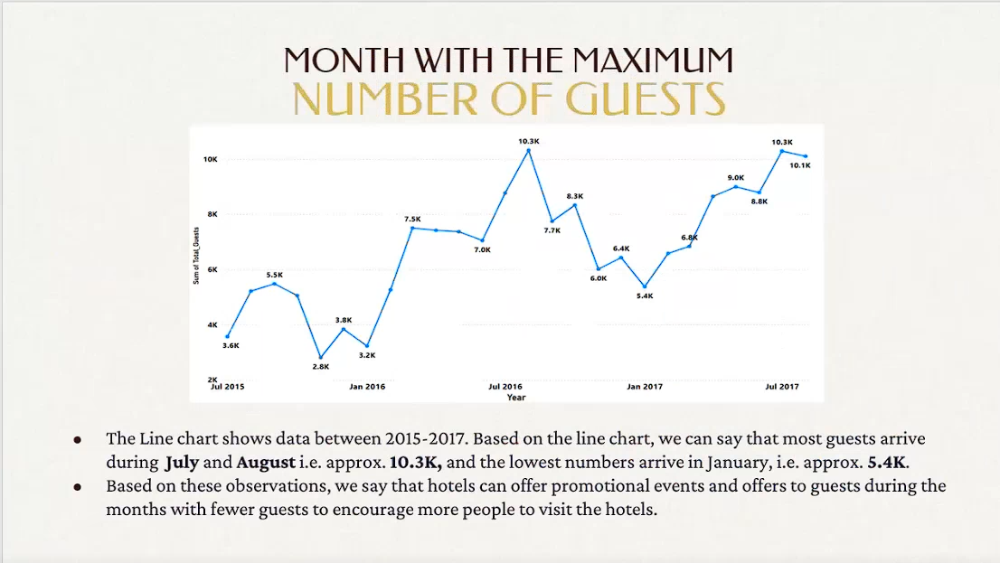 MONTH WITH THE MAXIMUM
NUMBER OF GUESTS
Sum of Total_Guests
10K
8K
6K
4K
2K
3.6K
5.5K
2.8K
3.8K
3.2K
7.5K
7.0K
10.3K
7.7K
8.3K
6.0K
6.4K
5.4K
6.8K
9.0K
8.8K
10.3K
10.1K
Jul 2015
Jan 2016
Jul 2016
Jan 2017
Jul 2017
Year
● The Line chart shows data between 2015-2017. Based on the line chart, we can say that most guests arrive
during July and August i.e. approx. 10.3K, and the lowest numbers arrive in January, i.e. approx. 5.4K.
● Based on these observations, we say that hotels can offer promotional events and offers to guests during the
months with fewer guests to encourage more people to visit the hotels.